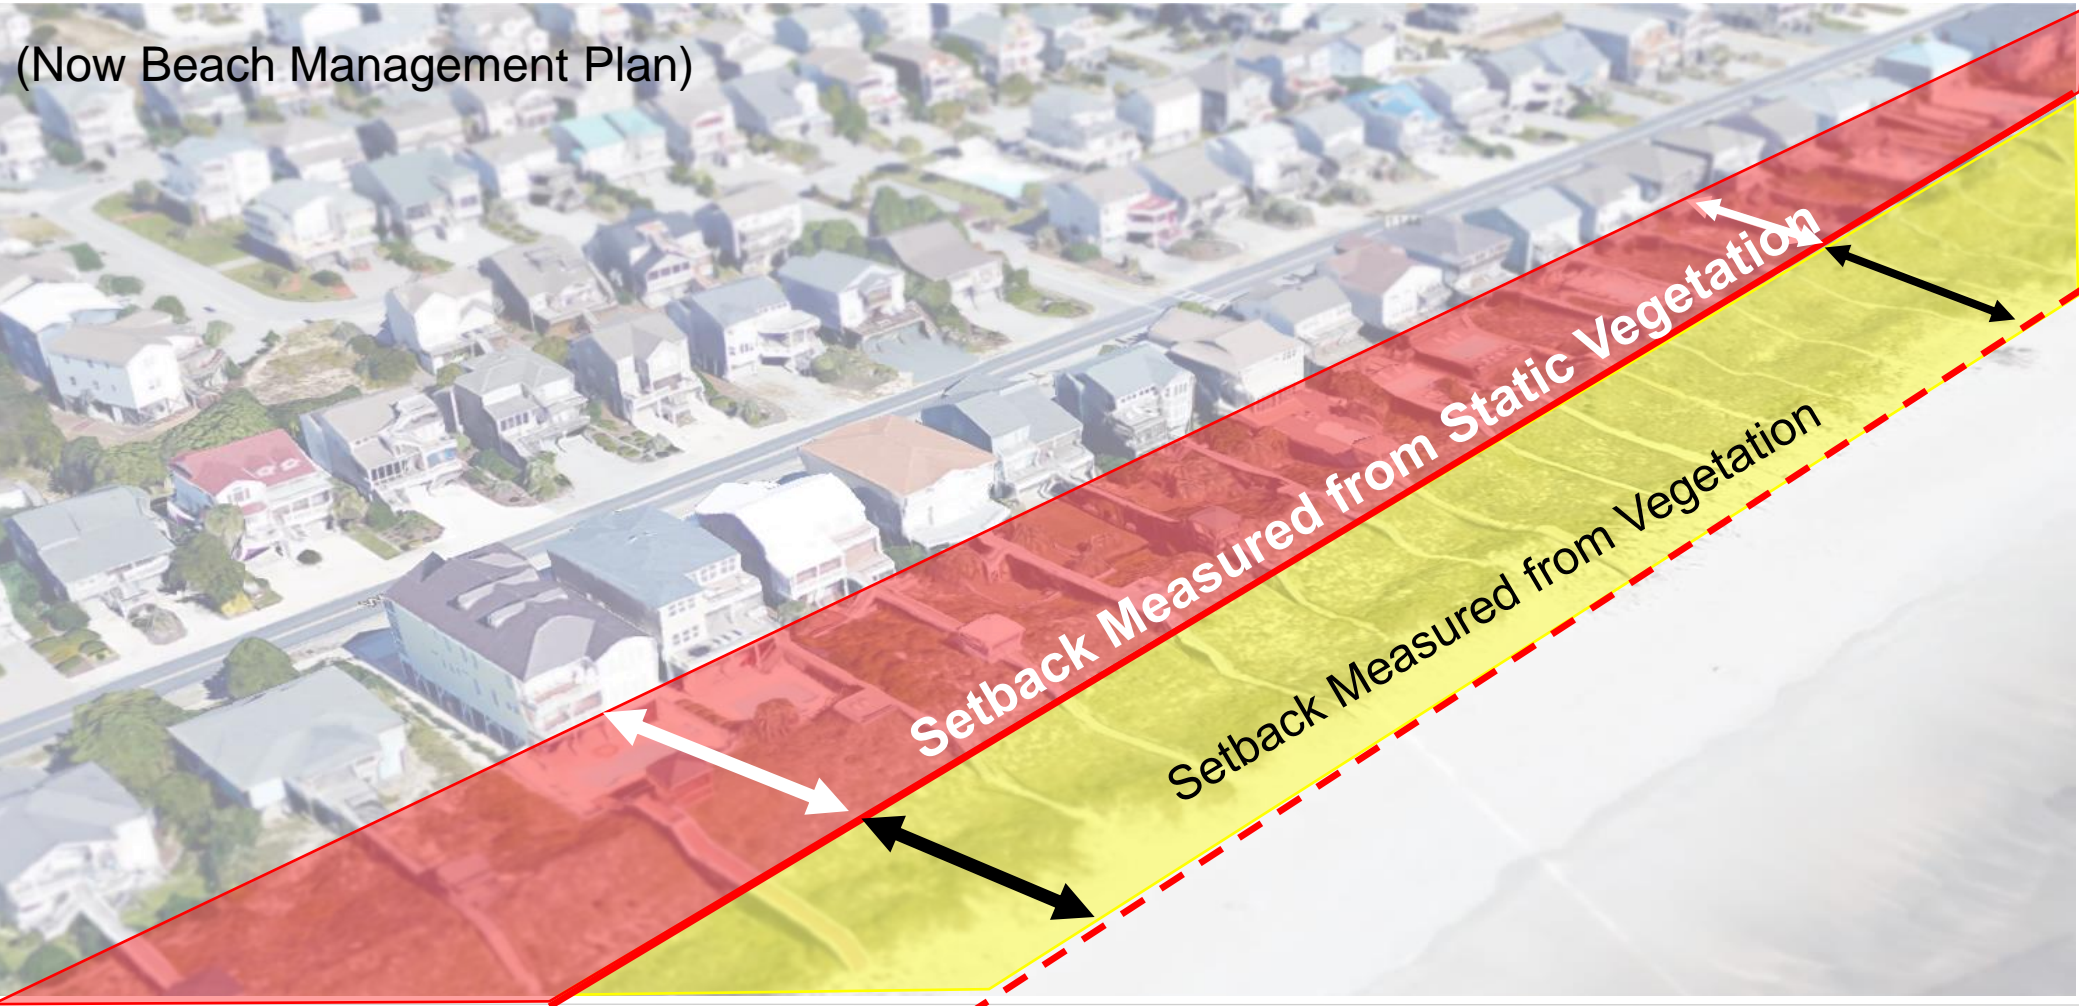 (Now Beach Management Plan)
Setback Measured from Static Vegetation
Setback Measured from Vegetation